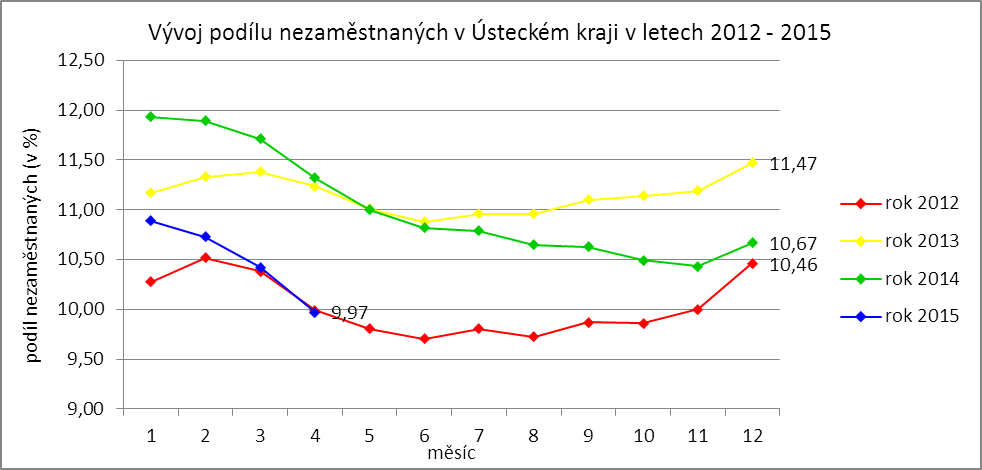 Vývoj podílu nezaměstnaných v Ústeckém kraji v letech 2012 - 2015
podíl nezaměstnaných (v %)
12,50
12,00
11,50
11,00
10,50
10,00
9,50
9,00
11,47
10,67
10,46
9,97
1 2 3 4 5 6 7 8 9 10 11 12
měsíc
rok 2012
rok 2013
rok 2014
rok 2015